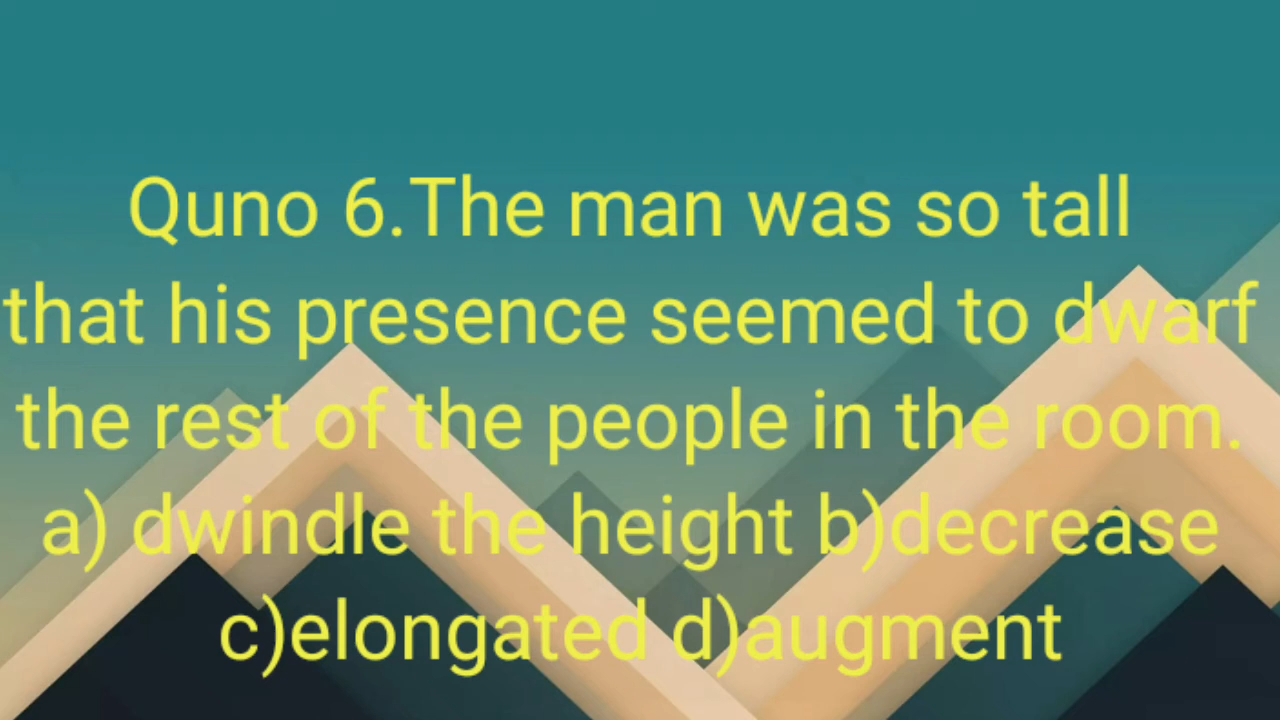 Quno 6.The man was so tall
that his presence seemed to dwarf
the rest of the people in the room.
a) dwindle the height b)decrease
c)elongated d)augment